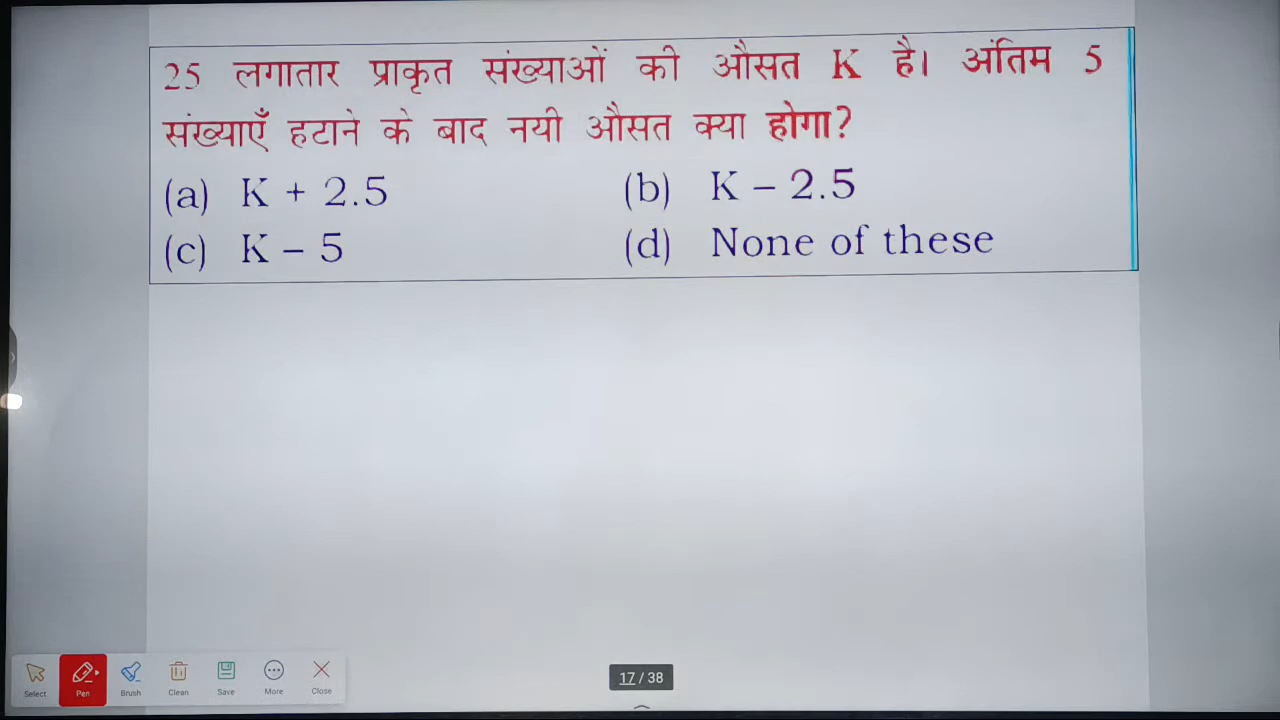 25 लगातार प्राकृत संख्याओं की औसत K है। अंतिम 5
संख्याएँ हटाने के बाद नयी औसत क्या होगा?
(a) K + 2.5 (b) K – 2.5
(c) K – 5 (d) None of these
Select Pen Brush Clean Save More Close
17 / 38